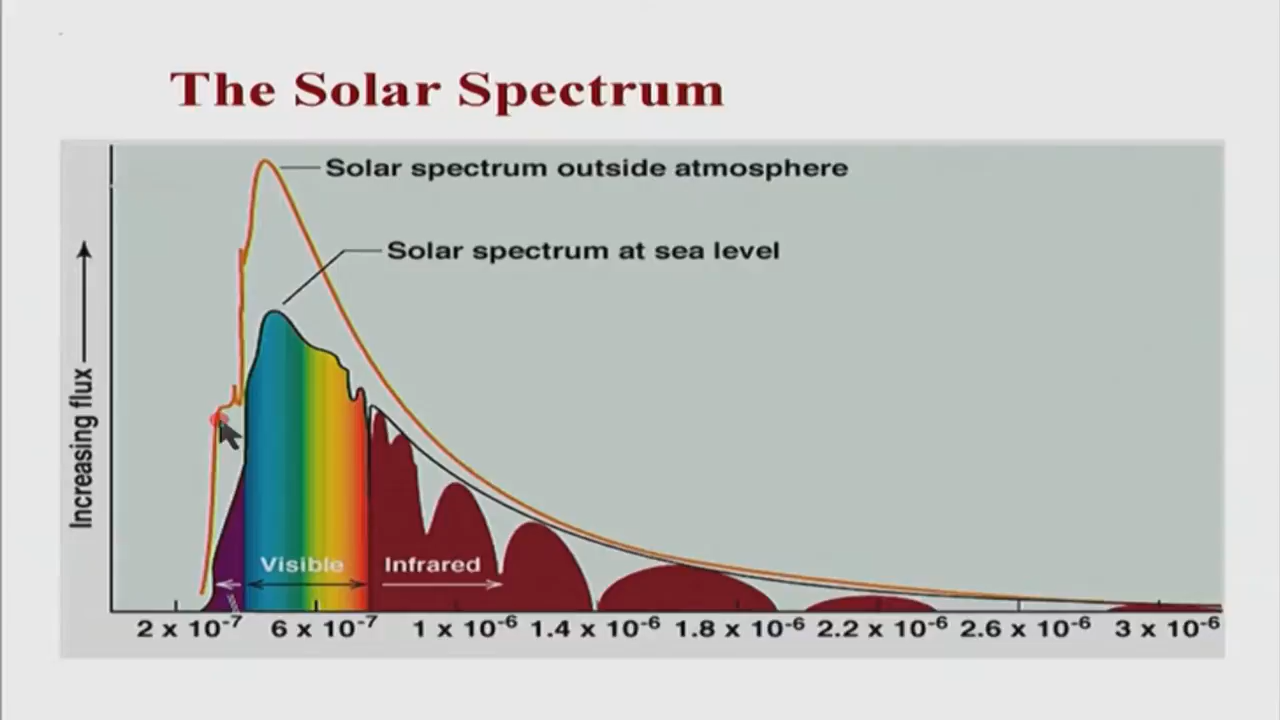 The Solar Spectrum
Solar spectrum outside atmosphere
Solar spectrum at sea level
Increasing flux
Visible
Infrared
2 x 10⁻⁷ 6 x 10⁻⁷ 1 x 10⁻⁶ 1.4 x 10⁻⁶ 1.8 x 10⁻⁶ 2.2 x 10⁻⁶ 2.6 x 10⁻⁶ 3 x 10⁻⁶